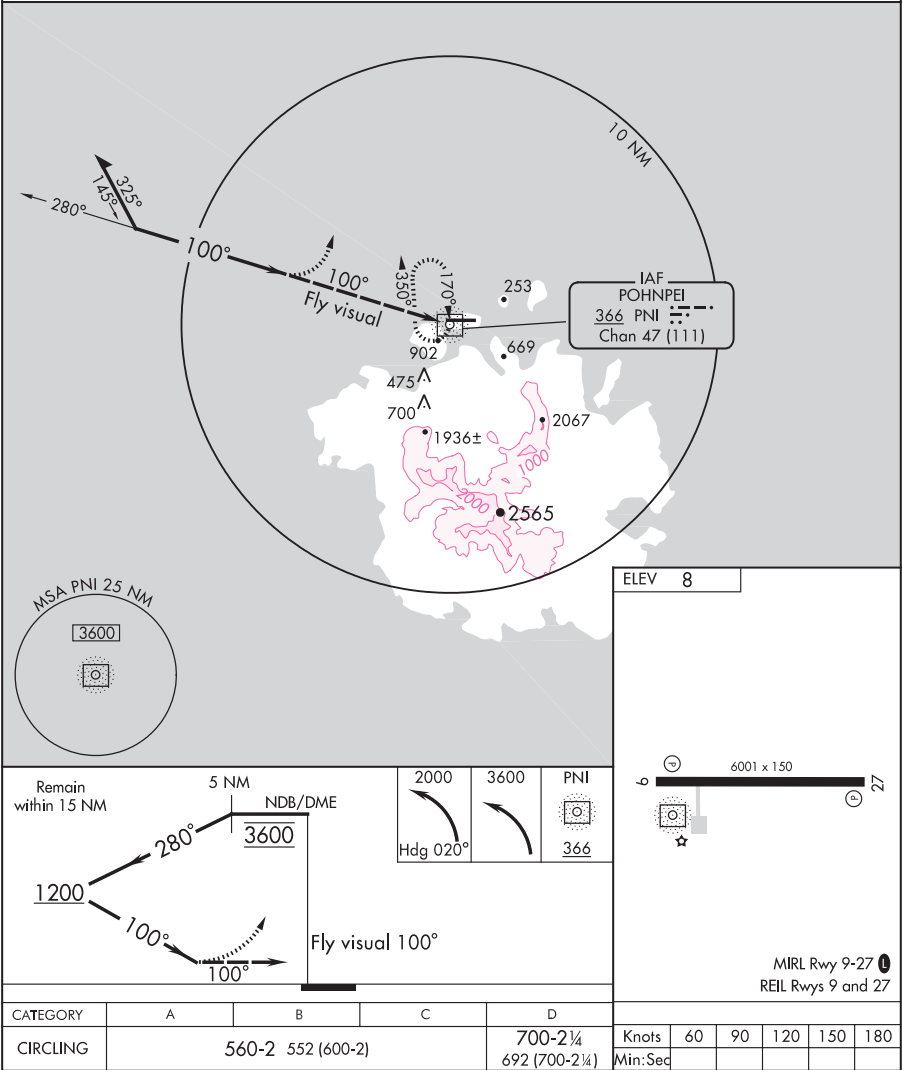 10 NM
325°
145°
280°
100°
100°
Fly visual
350°
170°
253
IAF
POHNPEI
366 PNI
Chan 47 (111)
902
669
475
700
1936±
2067
1000
2000
2565
MSA PNI 25 NM
3600
ELEV 8
6001 x 150
9
27
P
P
MIRL Rwy 9-27 L
REIL Rwys 9 and 27
Remain
within 15 NM
5 NM
NDB/DME
3600
280°
1200
100°
100°
Fly visual 100°
2000
Hdg 020°
3600
PNI
366
CATEGORY A B C D
CIRCLING 560-2 552 (600-2) 700-2¼
692 (700-2¼)
Knots 60 90 120 150 180
Min:Sec